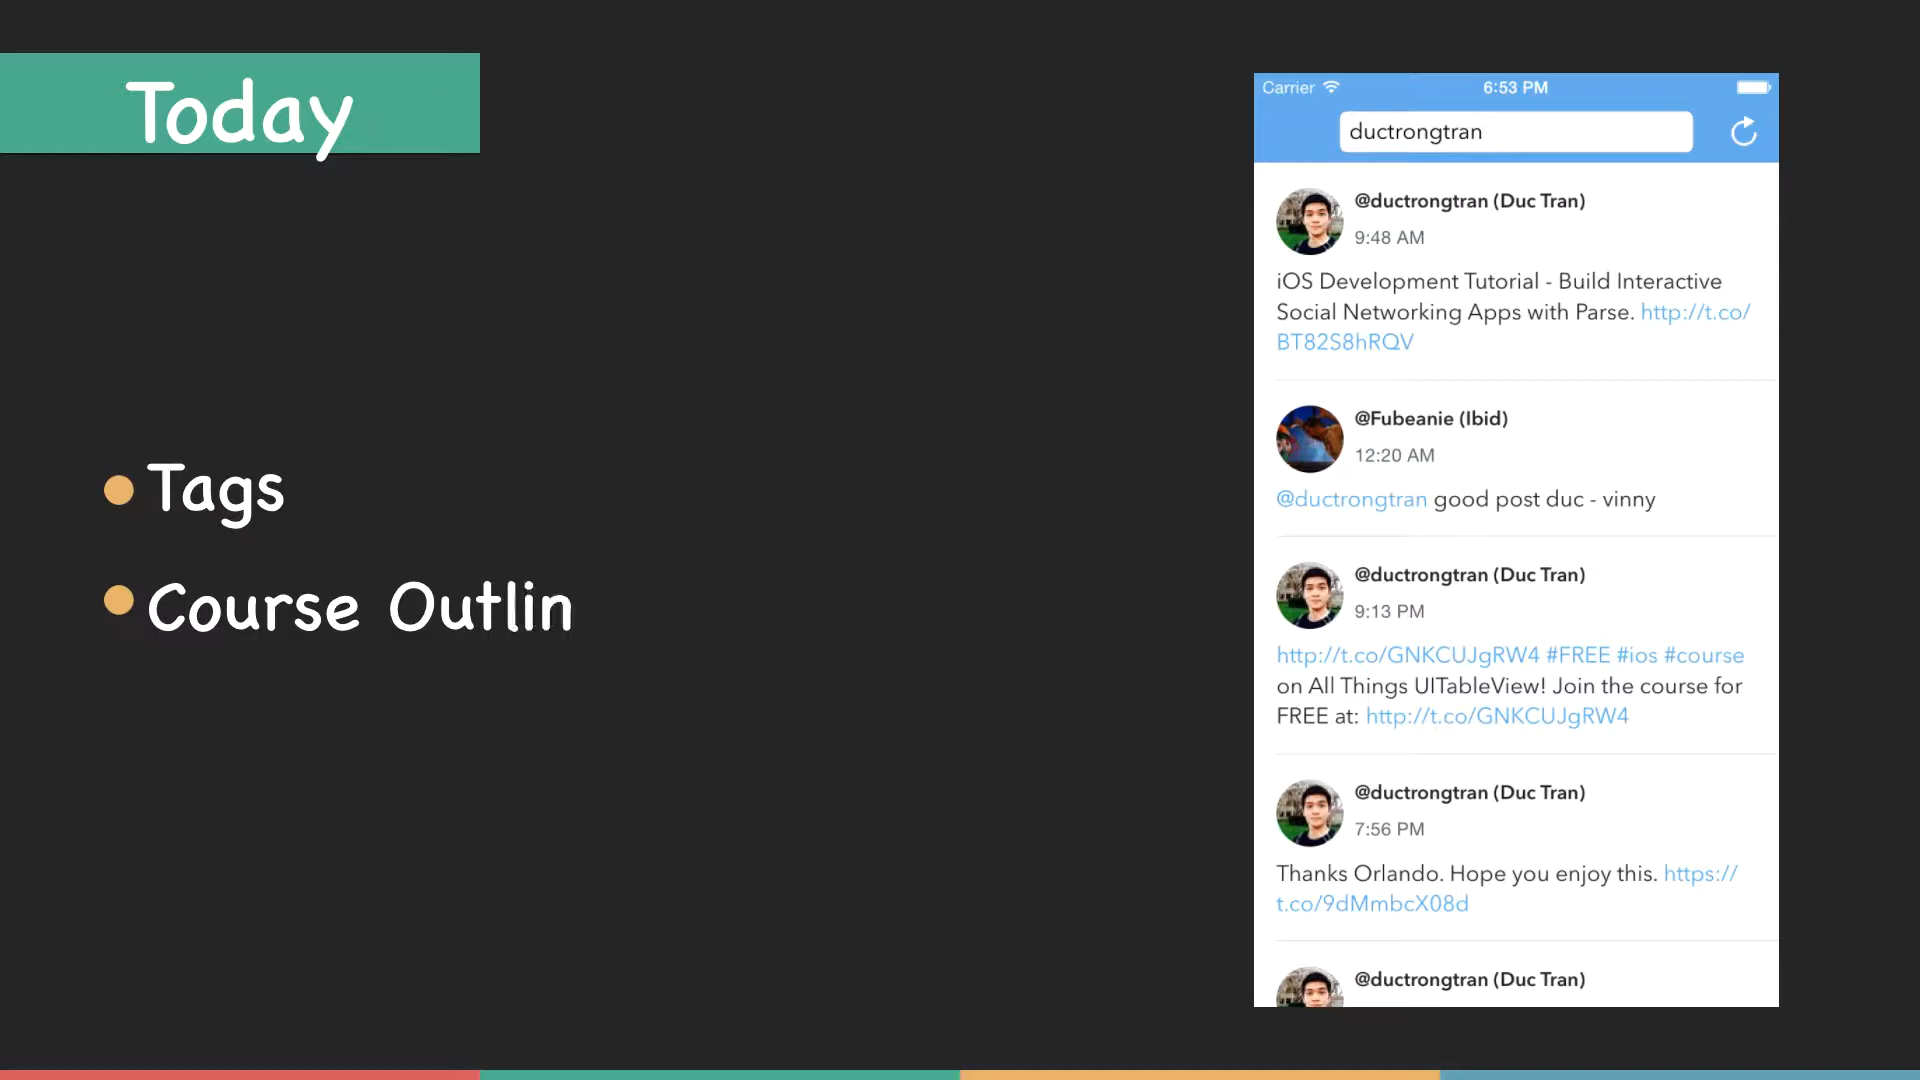 Today
Tags
Course Outlin
Carrier 6:53 PM
ductrongtran
@ductrongtran (Duc Tran)
9:48 AM
iOS Development Tutorial - Build Interactive
Social Networking Apps with Parse. http://t.co/
BT82S8hRQV
@Fubeanie (Ibid)
12:20 AM
@ductrongtran good post duc - vinny
@ductrongtran (Duc Tran)
9:13 PM
http://t.co/GNKCUJgRW4 #FREE #ios #course
on All Things UITableView! Join the course for
FREE at: http://t.co/GNKCUJgRW4
@ductrongtran (Duc Tran)
7:56 PM
Thanks Orlando. Hope you enjoy this. https://
t.co/9dMmbcX08d
@ductrongtran (Duc Tran)